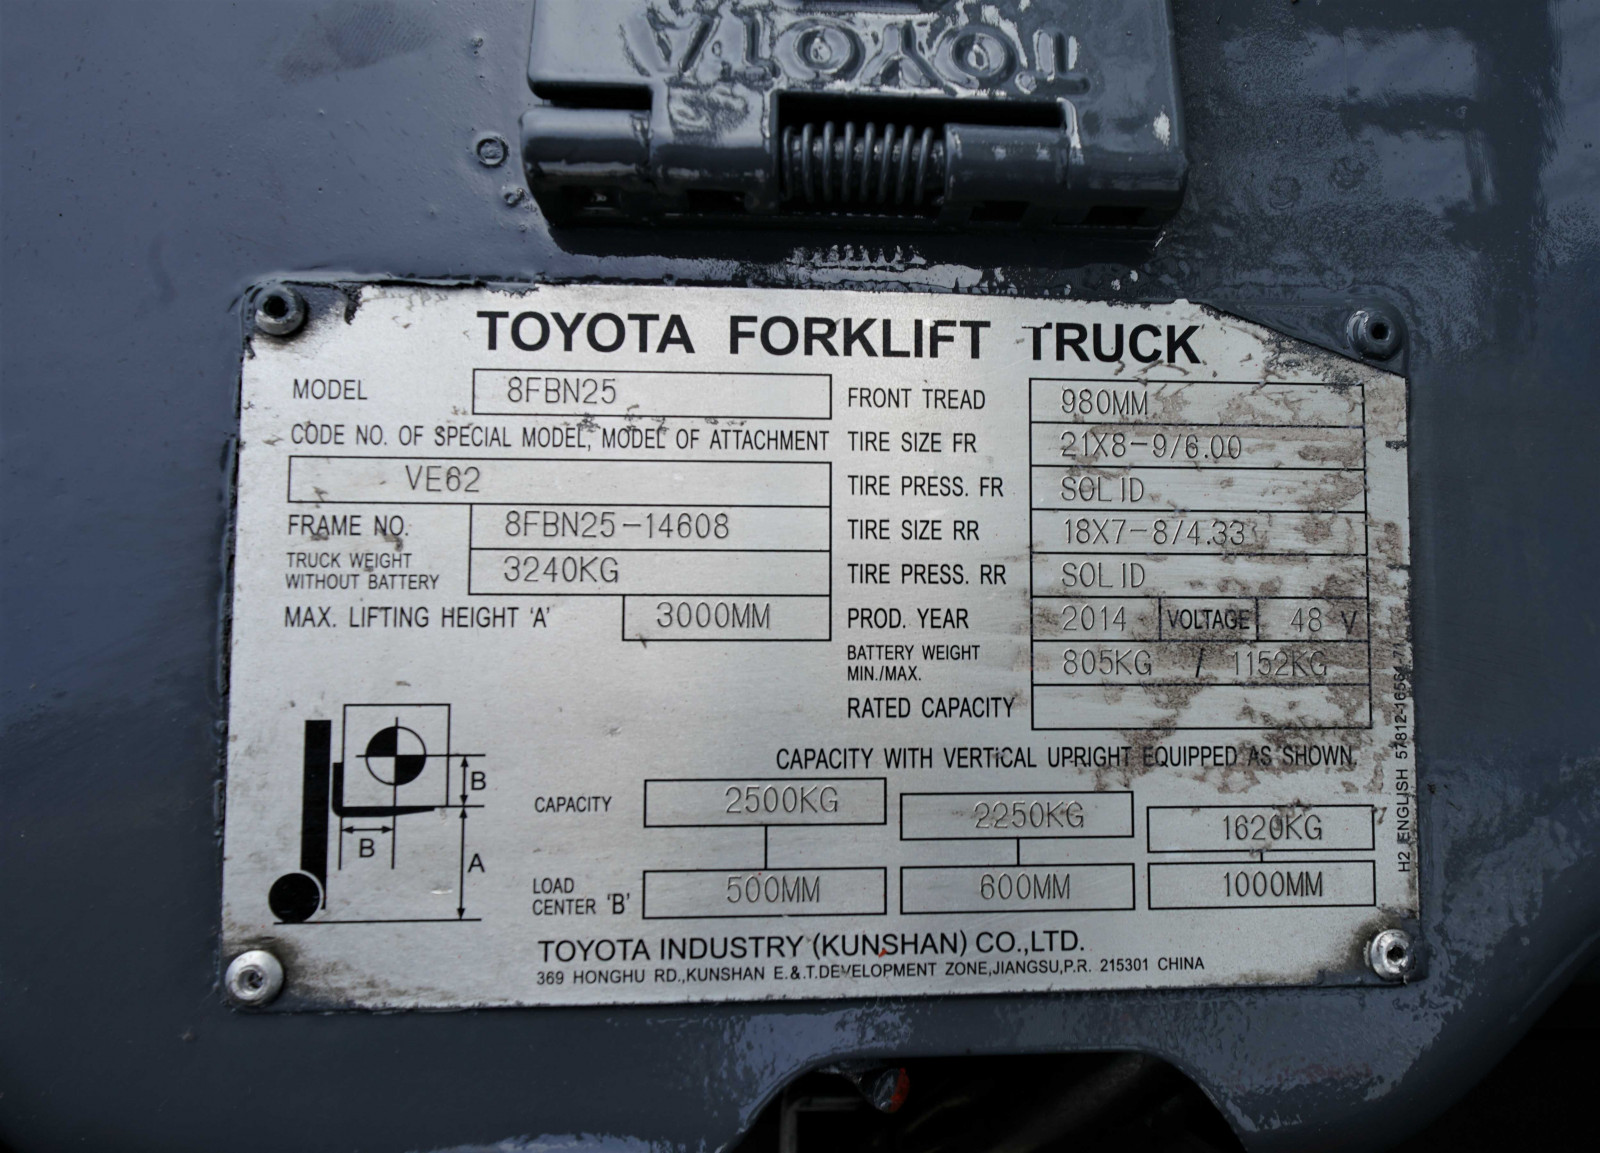 TOYOTA
TOYOTA FORKLIFT TRUCK
MODEL 8FBN25
CODE NO. OF SPECIAL MODEL, MODEL OF ATTACHMENT
VE62
FRAME NO. 8FBN25-14608
TRUCK WEIGHT
WITHOUT BATTERY 3240KG
MAX. LIFTING HEIGHT 'A' 3000MM
FRONT TREAD 980MM
TIRE SIZE FR 21X8-9/6.00
TIRE PRESS. FR SOLID
TIRE SIZE RR 18X7-8/4.33
TIRE PRESS. RR SOLID
PROD. YEAR 2014 VOLTAGE 48 V
BATTERY WEIGHT
MIN./MAX. 805KG / 1152KG
RATED CAPACITY
CAPACITY WITH VERTICAL UPRIGHT EQUIPPED AS SHOWN.
B
B
A
CAPACITY 2500KG 2250KG 1620KG
LOAD
CENTER 'B' 500MM 600MM 1000MM
TOYOTA INDUSTRY (KUNSHAN) CO.,LTD.
369 HONGHU RD.,KUNSHAN E.&.T.DEVELOPMENT ZONE,JIANGSU,P.R. 215301 CHINA
H2 ENGLISH